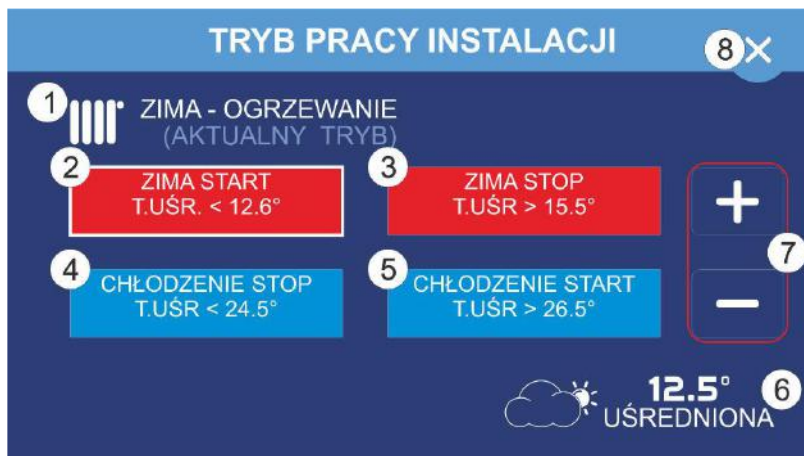 TRYB PRACY INSTALACJI
8
1
ZIMA - OGRZEWANIE
(AKTUALNY TRYB)
2
ZIMA START
T.UŚR. < 12.6°
3
ZIMA STOP
T.UŚR > 15.5°
4
CHŁODZENIE STOP
T.UŚR < 24.5°
5
CHŁODZENIE START
T.UŚR > 26.5°
+
7
−
12.5°
6
UŚREDNIONA